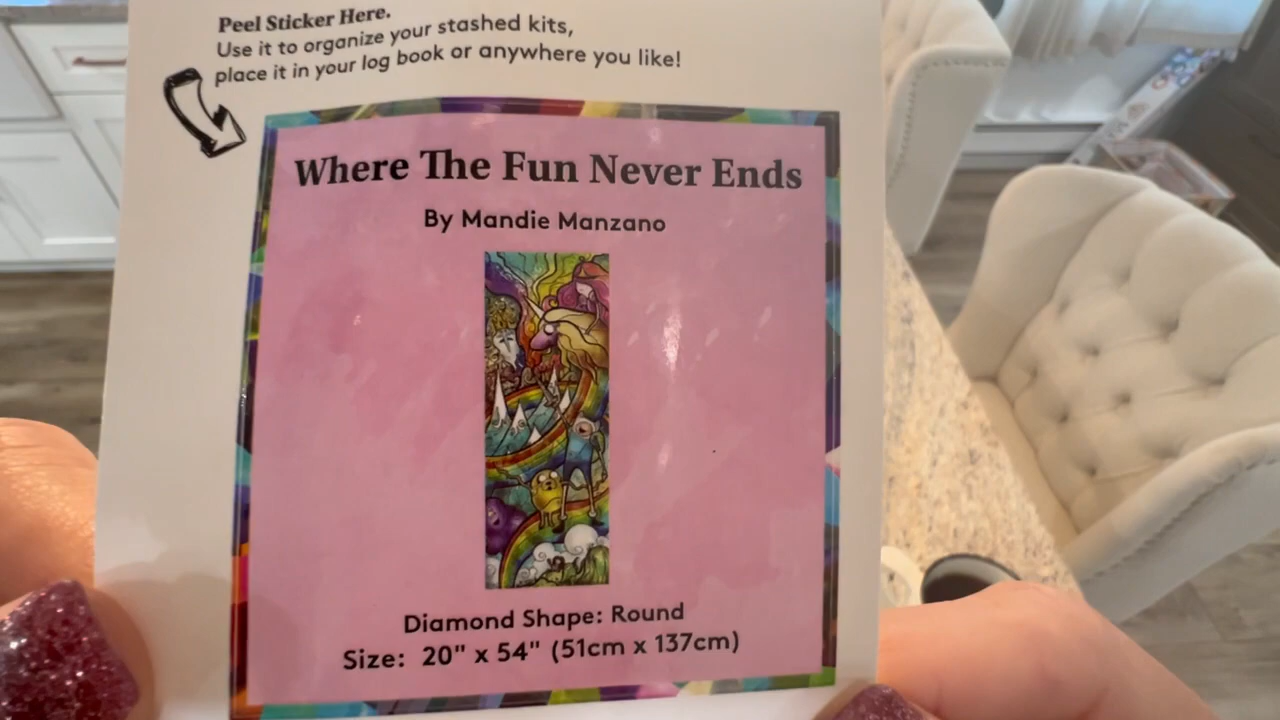 Peel Sticker Here.
Use it to organize your stashed kits,
place it in your log book or anywhere you like!
Where The Fun Never Ends
By Mandie Manzano
Diamond Shape: Round
Size: 20" x 54" (51cm x 137cm)